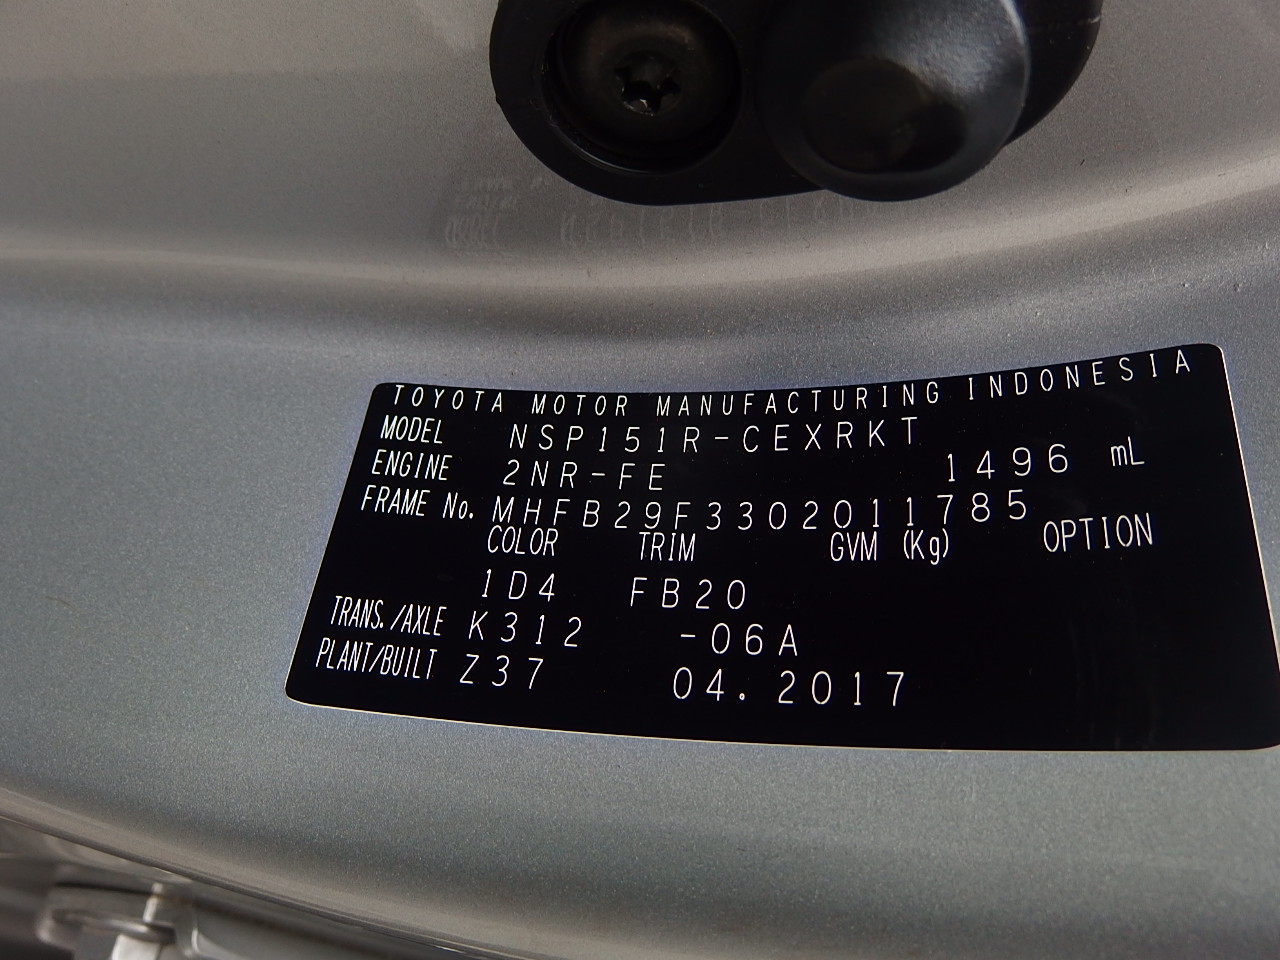 TOYOTA MOTOR MANUFACTURING INDONESIA
MODEL NSP151R-CEXRKT
ENGINE 2NR-FE 1496 mL
FRAME No. MHFB29F3302011785
COLOR TRIM GVM (Kg) OPTION
1D4 FB20
TRANS./AXLE K312 -06A
PLANT/BUILT Z37 04.2017